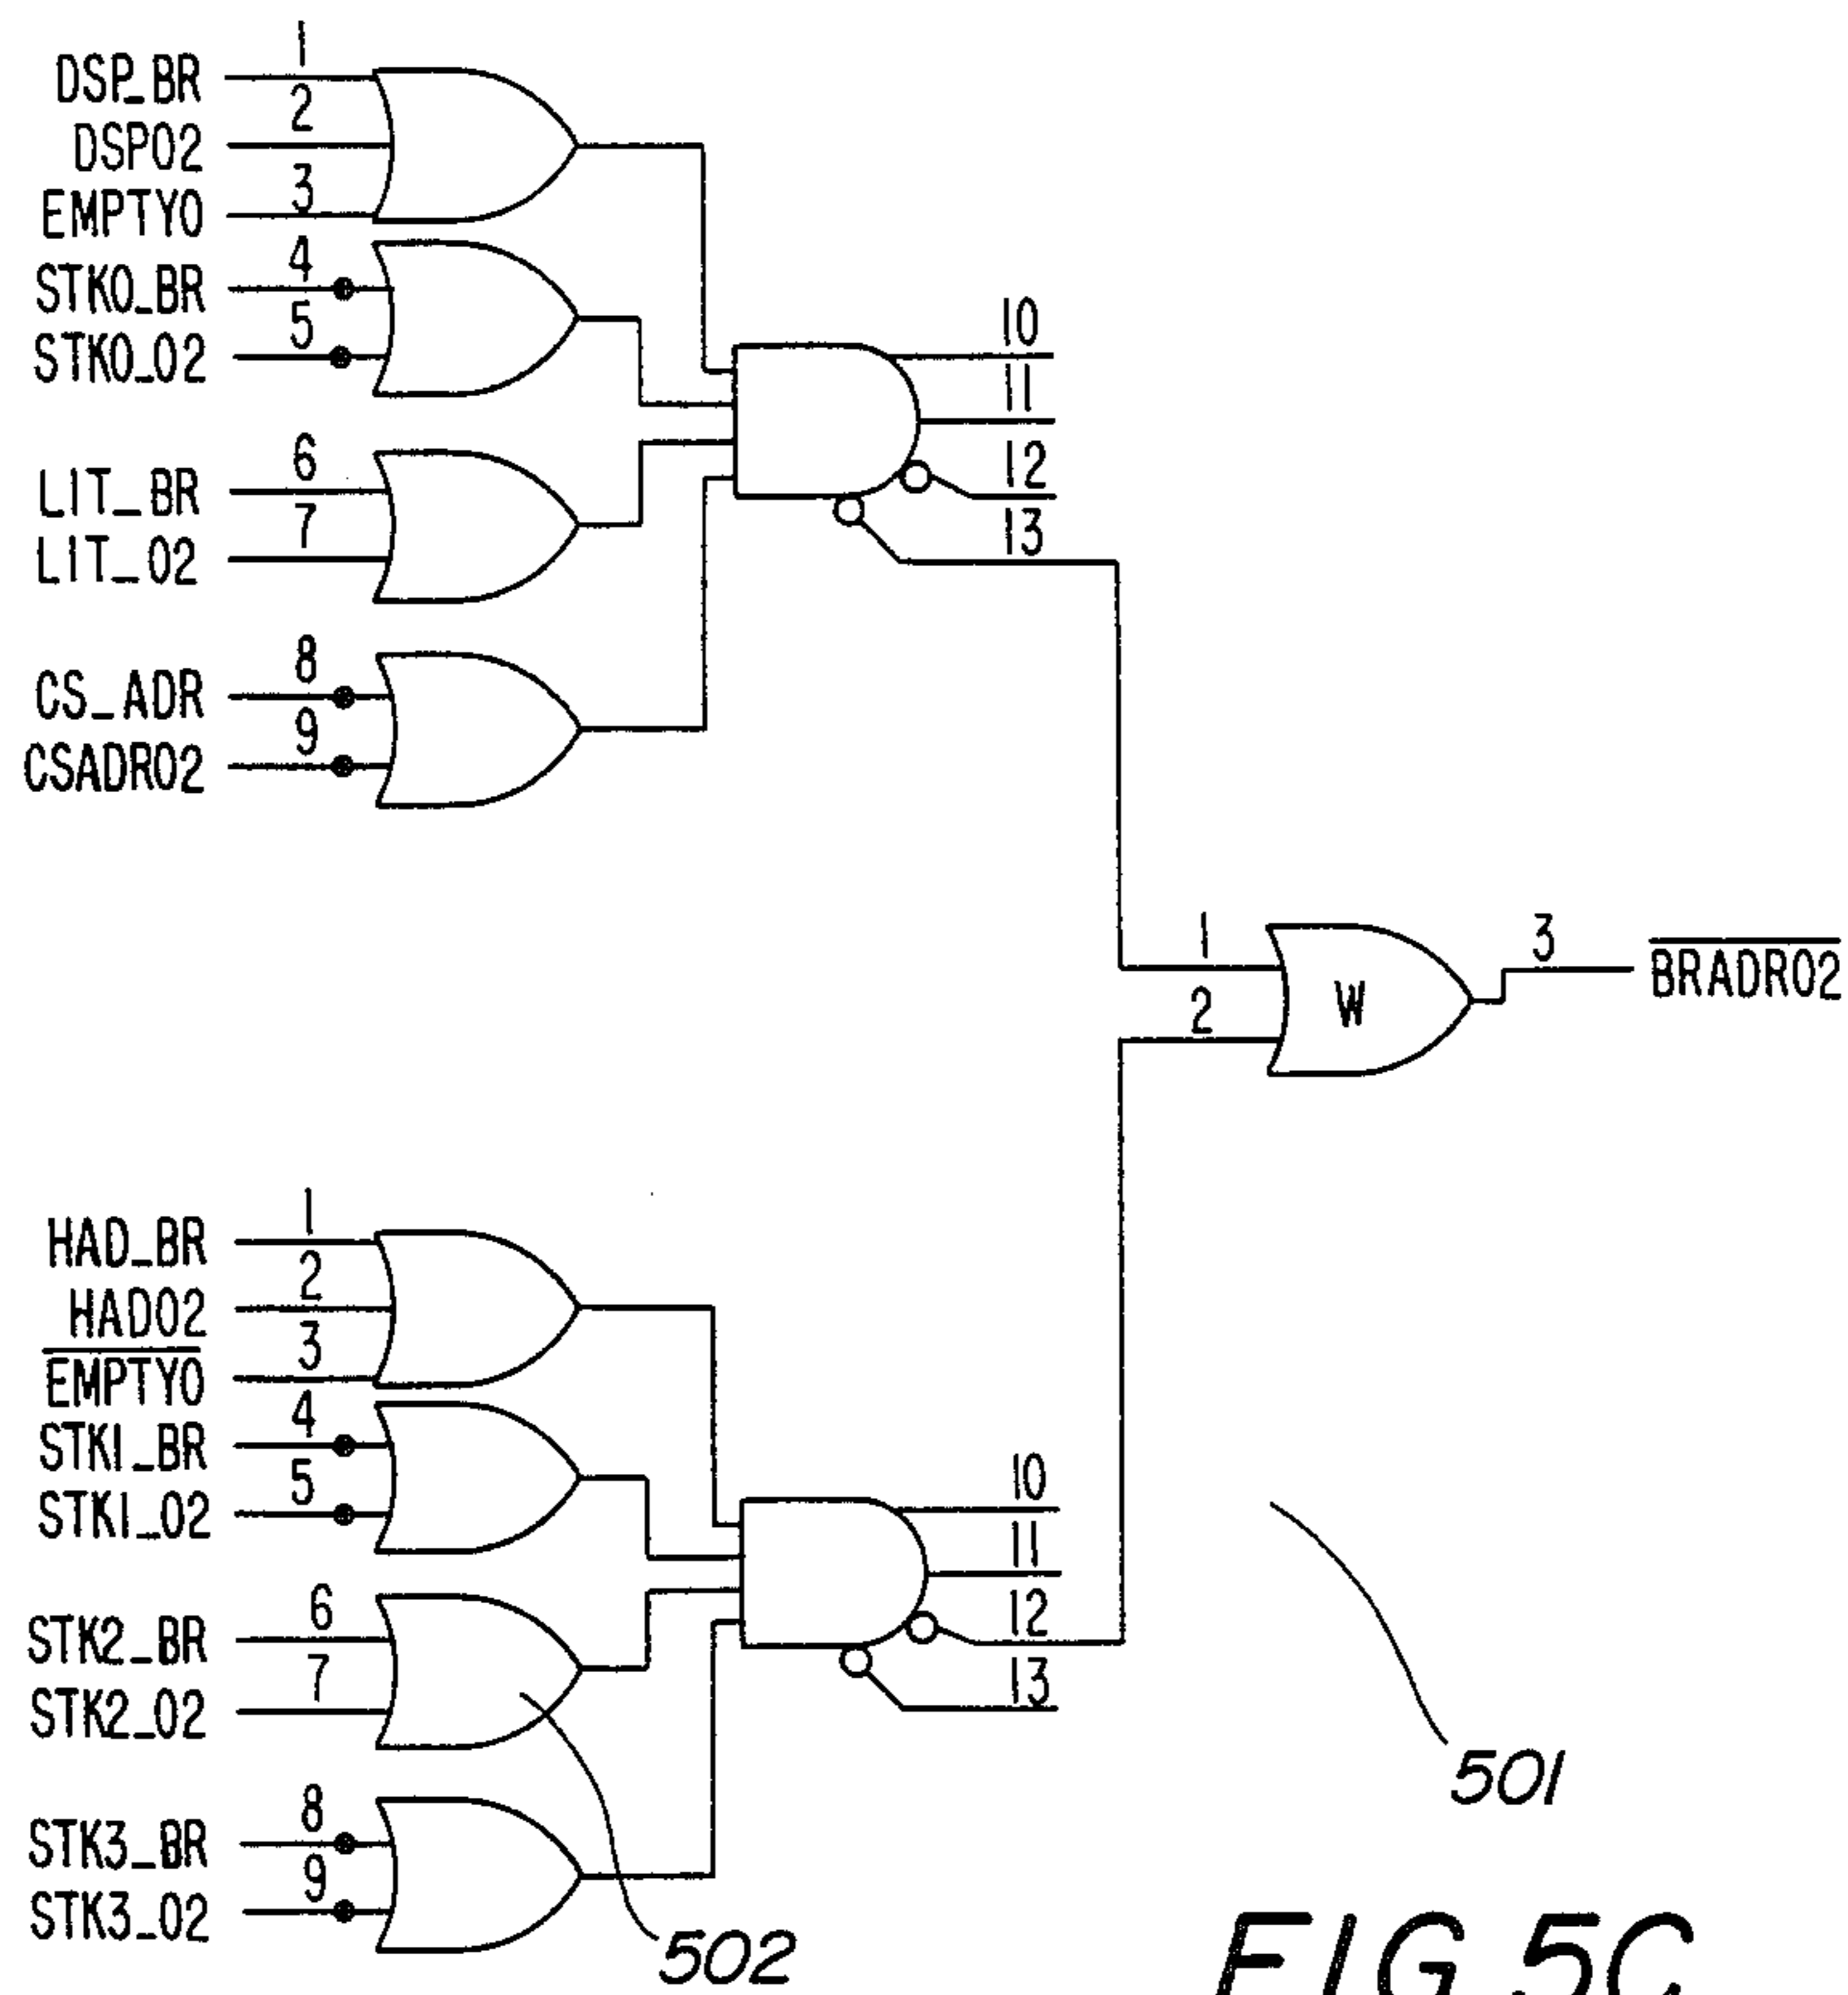 1
DSP_BR
2
DSP02
3
EMPTY0
4
STK0_BR
5
STK0_02
10
11
12
13
6
LIT_BR
7
LIT_02
8
CS_ADR
9
CSADR02
1
2
W
3
BRADR02
1
HAD_BR
2
HAD02
3
EMPTY0
4
STK1_BR
5
STK1_02
10
11
12
13
6
STK2_BR
7
STK2_02
8
STK3_BR
9
STK3_02
501
502
FIG. 5C